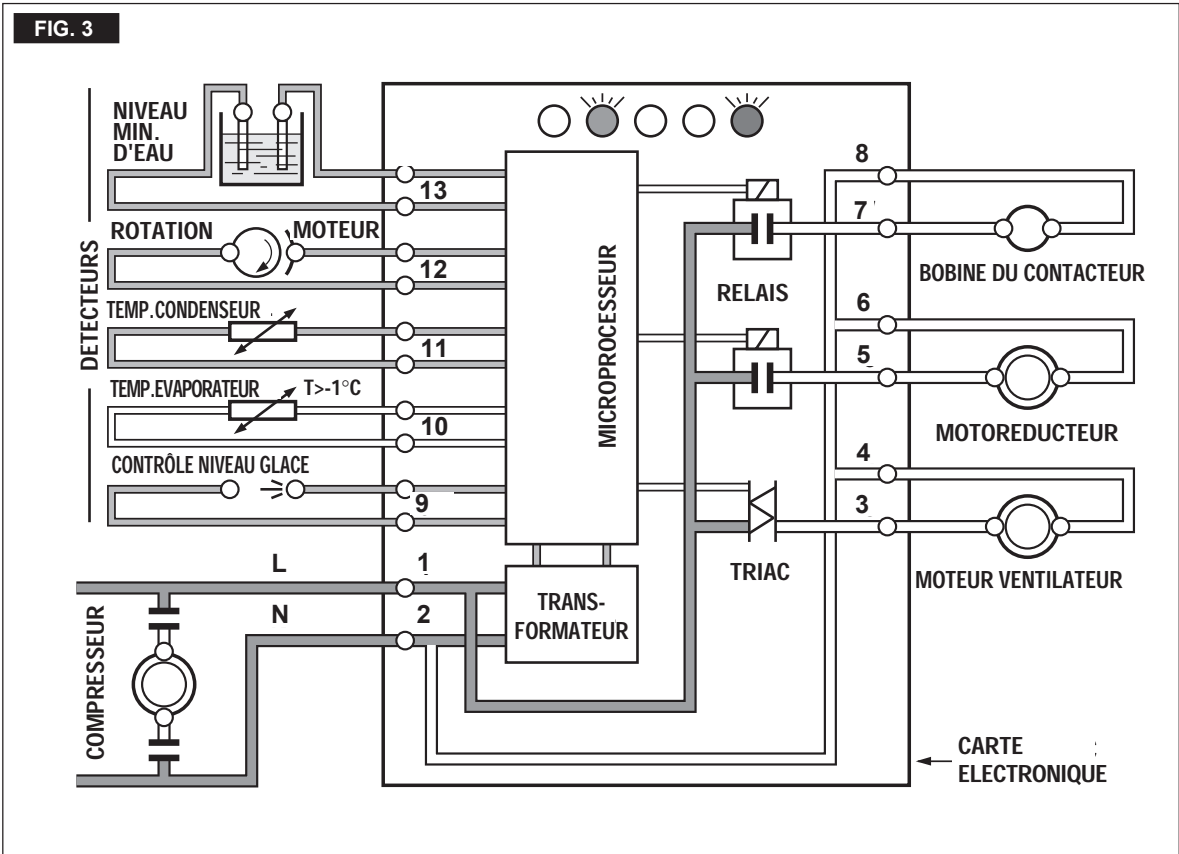 FIG. 3
NIVEAU
MIN.
D'EAU
13
ROTATION
MOTEUR
12
TEMP.CONDENSEUR
11
TEMP.EVAPORATEUR
T>-1°C
10
CONTRÔLE NIVEAU GLACE
9
DETECTEURS
L
1
N
2
COMPRESSEUR
MICROPROCESSEUR
TRANS-
FORMATEUR
RELAIS
TRIAC
8
7
BOBINE DU CONTACTEUR
6
5
MOTOREDUCTEUR
4
3
MOTEUR VENTILATEUR
CARTE
ELECTRONIQUE